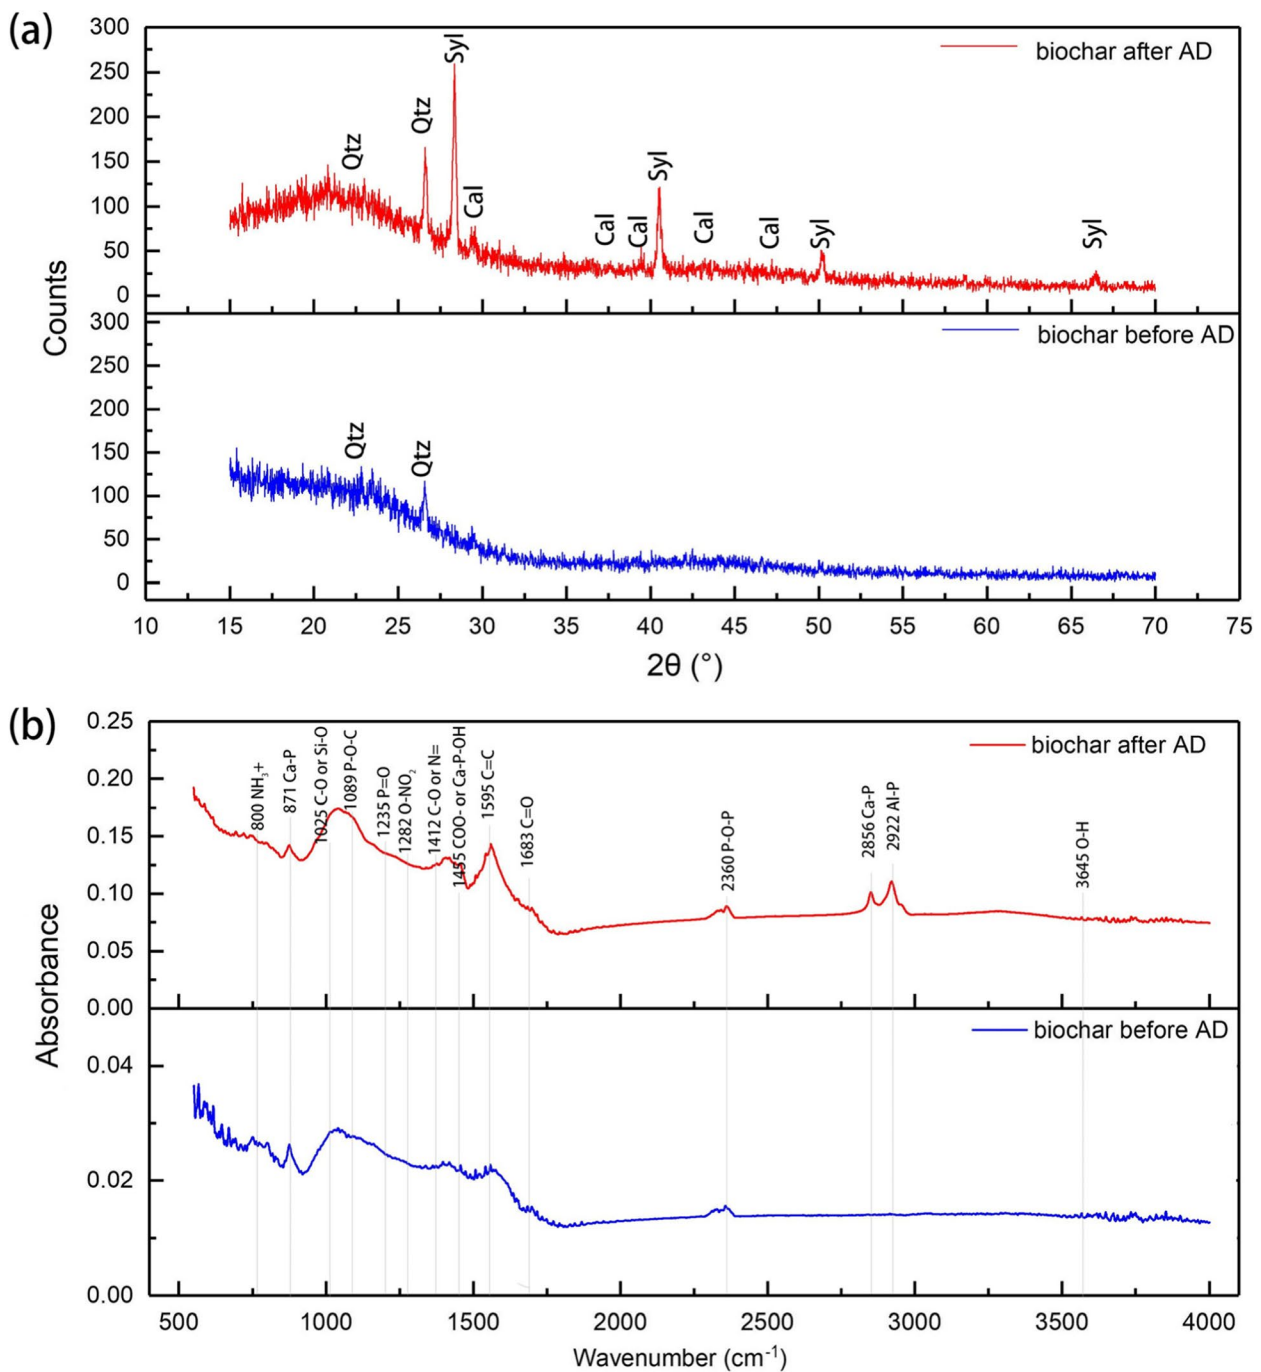 (a)
300
250
200
150
100
50
0
biochar after AD
Qtz
Qtz
Syl
Cal
Cal
Cal
Syl
Cal
Cal
Syl
Syl
Counts
300
250
200
150
100
50
0
biochar before AD
Qtz
Qtz
10 15 20 25 30 35 40 45 50 55 60 65 70 75
2θ (°)
(b)
0.25
0.20
0.15
0.10
0.05
0.00
biochar after AD
800 NH₃+
871 Ca-P
1025 C-O or Si-O
1089 P-O-C
1235 P=O
1282 O-NO₂
1412 C-O or N=
1455 COO- or Ca-P-OH
1595 C=C
1683 C=O
2360 P-O-P
2856 Ca-P
2922 Al-P
3645 O-H
Absorbance
0.04
0.02
0.00
biochar before AD
500 1000 1500 2000 2500 3000 3500 4000
Wavenumber (cm⁻¹)